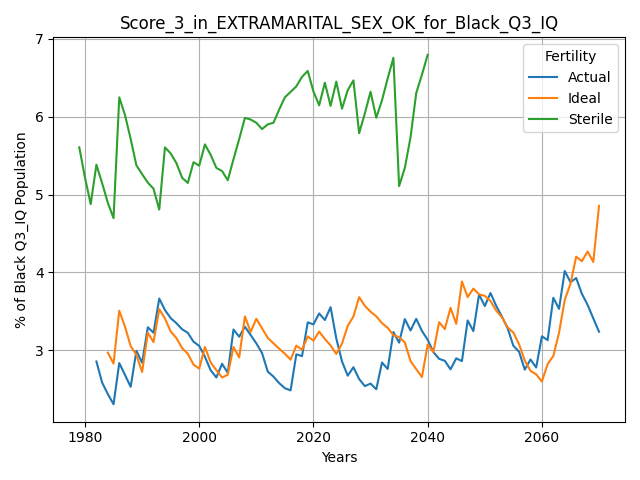 Score_3_in_EXTRAMARITAL_SEX_OK_for_Black_Q3_IQ
Fertility
Actual
Ideal
Sterile
% of Black Q3_IQ Population
7
6
5
4
3
1980
2000
2020
2040
2060
Years